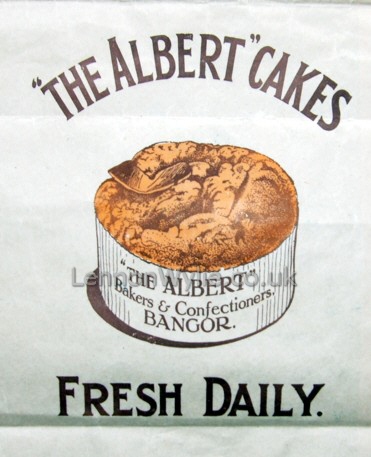 "THE ALBERT" CAKES
"THE ALBERT"
Bakers & Confectioners.
BANGOR.
FRESH DAILY.